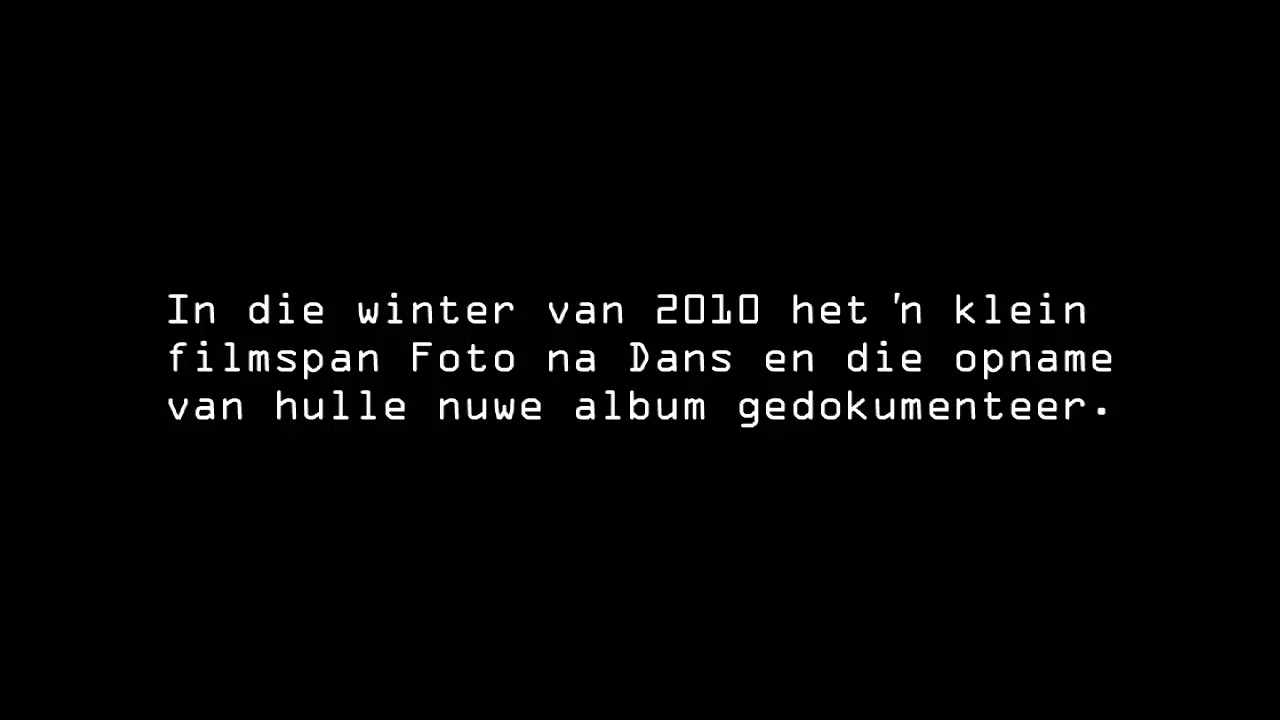 In die winter van 2010 het 'n klein
filmspan Foto na Dans en die opname
van hulle nuwe album gedokumenteer.